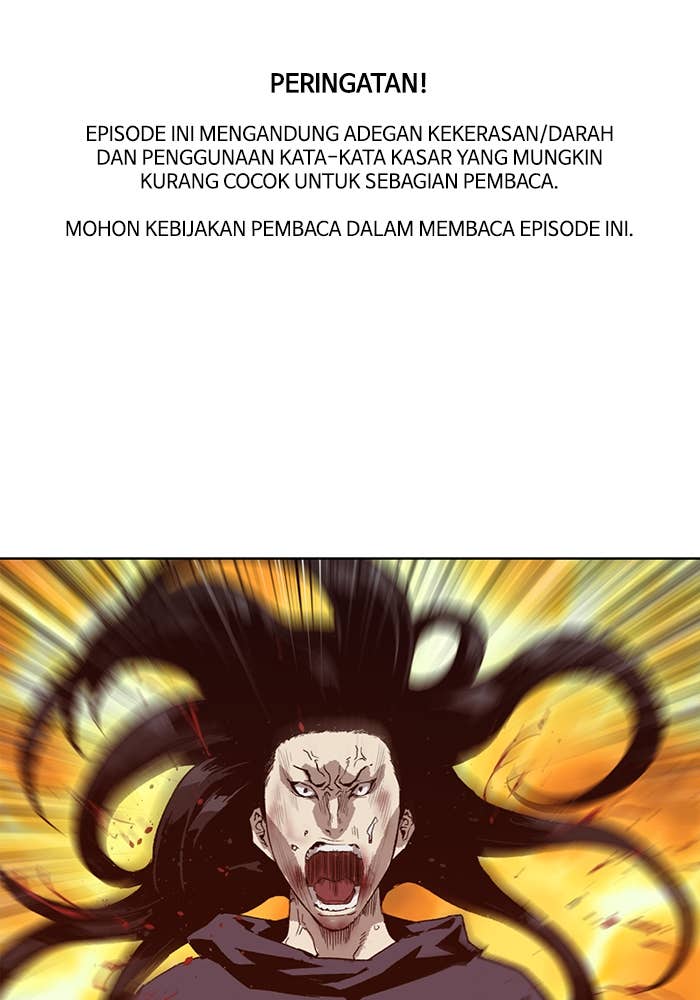 PERINGATAN!
EPISODE INI MENGANDUNG ADEGAN KEKERASAN/DARAH
DAN PENGGUNAAN KATA-KATA KASAR YANG MUNGKIN
KURANG COCOK UNTUK SEBAGIAN PEMBACA.
MOHON KEBIJAKAN PEMBACA DALAM MEMBACA EPISODE INI.